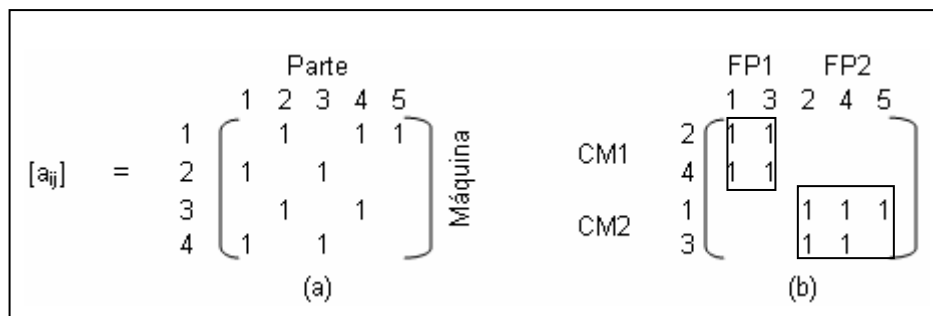 Parte FP1 FP2
1 2 3 4 5 1 3 2 4 5
1 1 1 1 2 1 1
[aij] = 2 1 1 CM1 4 1 1
3 1 1 CM2 1 1 1 1
4 1 1 3 1 1
Máquina
(a) (b)